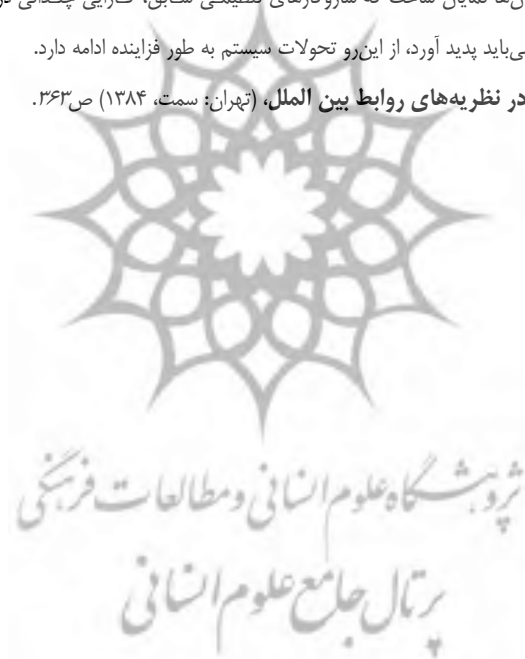 ن‌ها نمایان ساخت که سازوکارهای تنظیمی سابق، کارایی چندانی در
ی‌باید پدید آورد، از این‌رو تحولات سیستم به طور فزاینده ادامه دارد.
در نظریه‌های روابط بین الملل، (تهران: سمت، ۱۳۸۴) ص۳۶۳.
پژوهشگاه علوم انسانی و مطالعات فرهنگی
پرتال جامع علوم انسانی